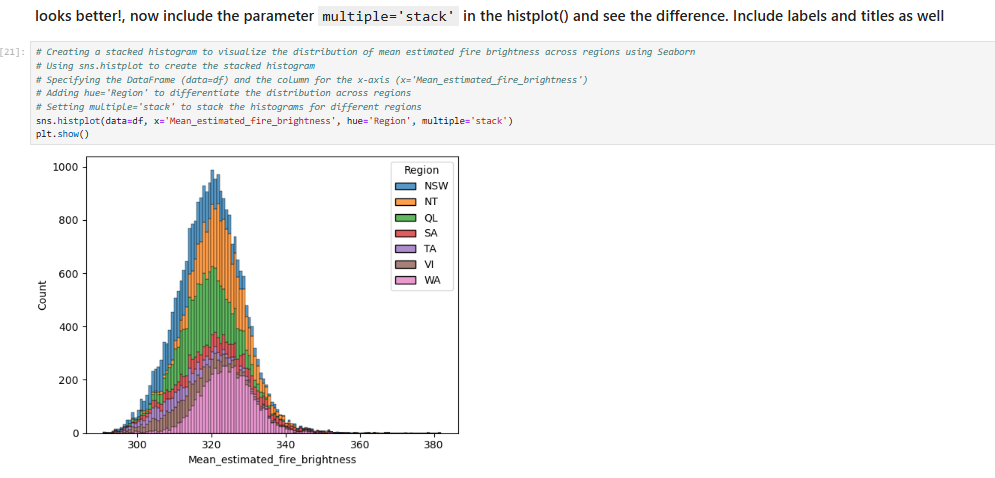 looks better!, now include the parameter multiple='stack' in the histplot() and see the difference. Include labels and titles as well
[21]:
# Creating a stacked histogram to visualize the distribution of mean estimated fire brightness across regions using Seaborn
# Using sns.histplot to create the stacked histogram
# Specifying the DataFrame (data=df) and the column for the x-axis (x='Mean_estimated_fire_brightness')
# Adding hue='Region' to differentiate the distribution across regions
# Setting multiple='stack' to stack the histograms for different regions
sns.histplot(data=df, x='Mean_estimated_fire_brightness', hue='Region', multiple='stack')
plt.show()
Region
NSW
NT
QL
SA
TA
VI
WA
Count
1000
800
600
400
200
0
300 320 340 360 380
Mean_estimated_fire_brightness